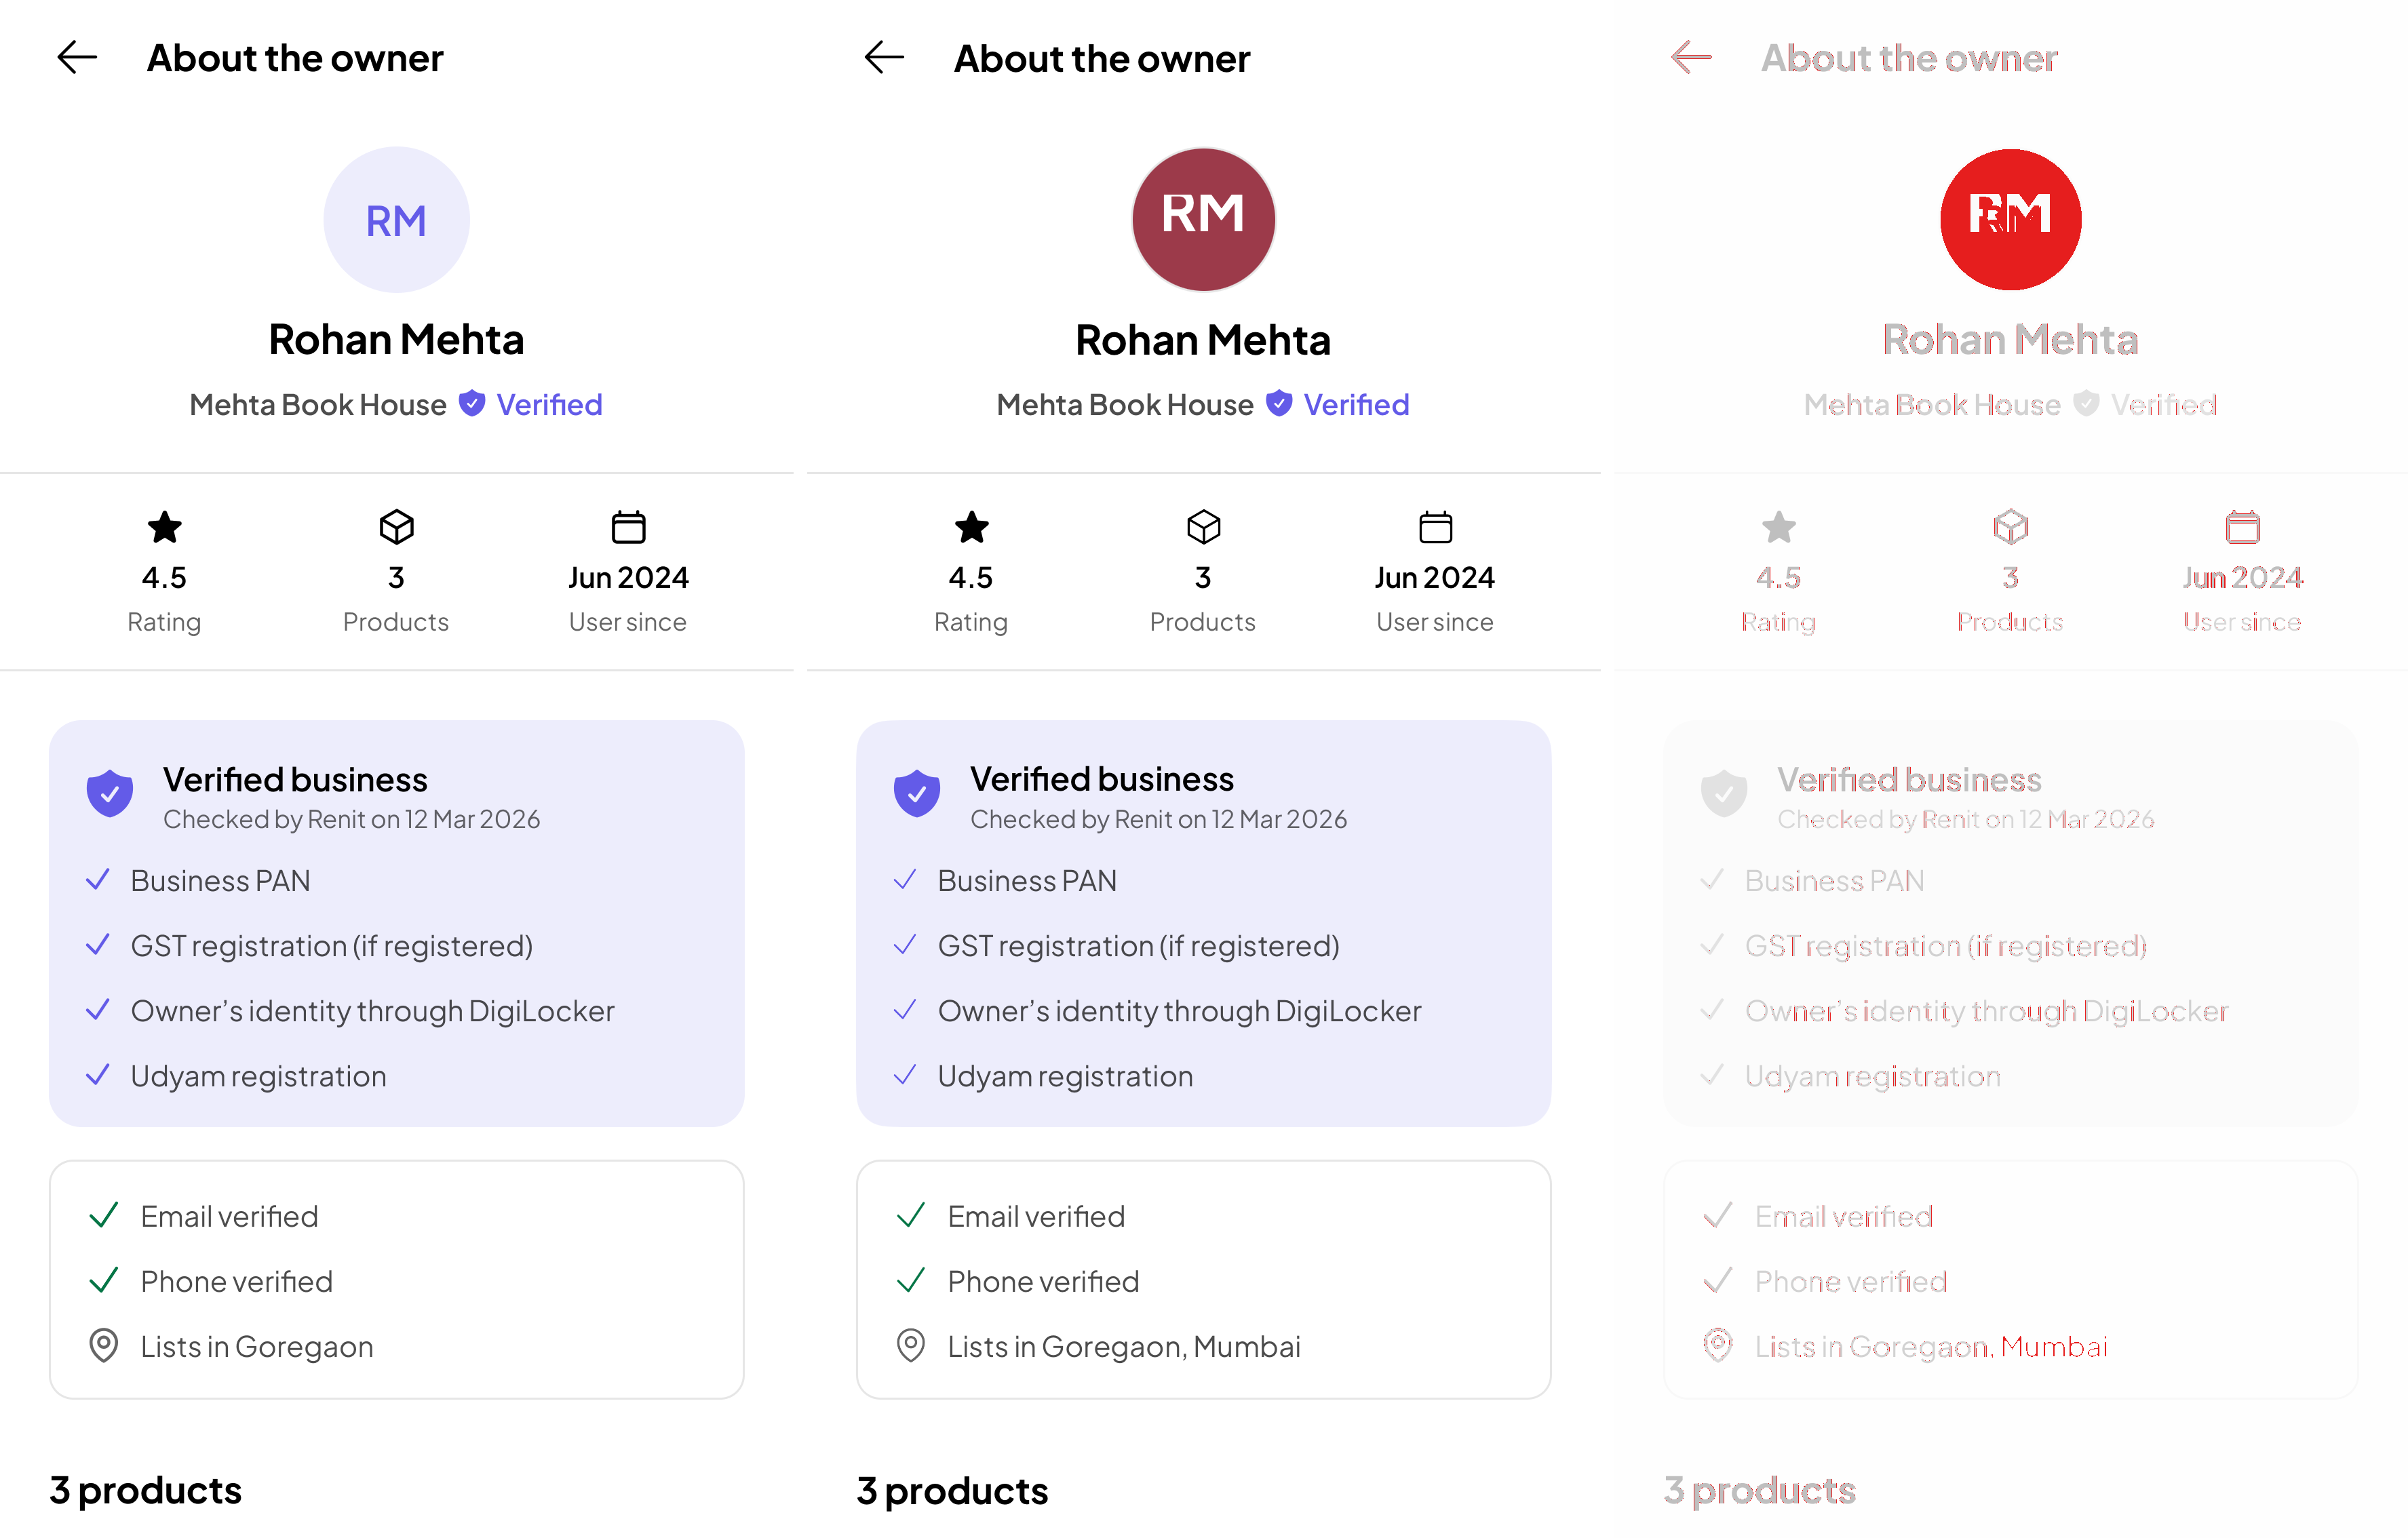 About the owner
RM
Rohan Mehta
Mehta Book House Verified
4.5 3 Jun 2024
Rating Products User since
Verified business
Checked by Renit on 12 Mar 2026
Business PAN
GST registration (if registered)
Owner’s identity through DigiLocker
Udyam registration
Email verified
Phone verified
Lists in Goregaon
3 products
About the owner
RM
Rohan Mehta
Mehta Book House Verified
4.5 3 Jun 2024
Rating Products User since
Verified business
Checked by Renit on 12 Mar 2026
Business PAN
GST registration (if registered)
Owner’s identity through DigiLocker
Udyam registration
Email verified
Phone verified
Lists in Goregaon, Mumbai
3 products
About the owner
RM
Rohan Mehta
Mehta Book House Verified
4.5 3 Jun 2024
Rating Products User since
Verified business
Checked by Renit on 12 Mar 2026
Business PAN
GST registration (if registered)
Owner’s identity through DigiLocker
Udyam registration
Email verified
Phone verified
Lists in Goregaon, Mumbai
3 products